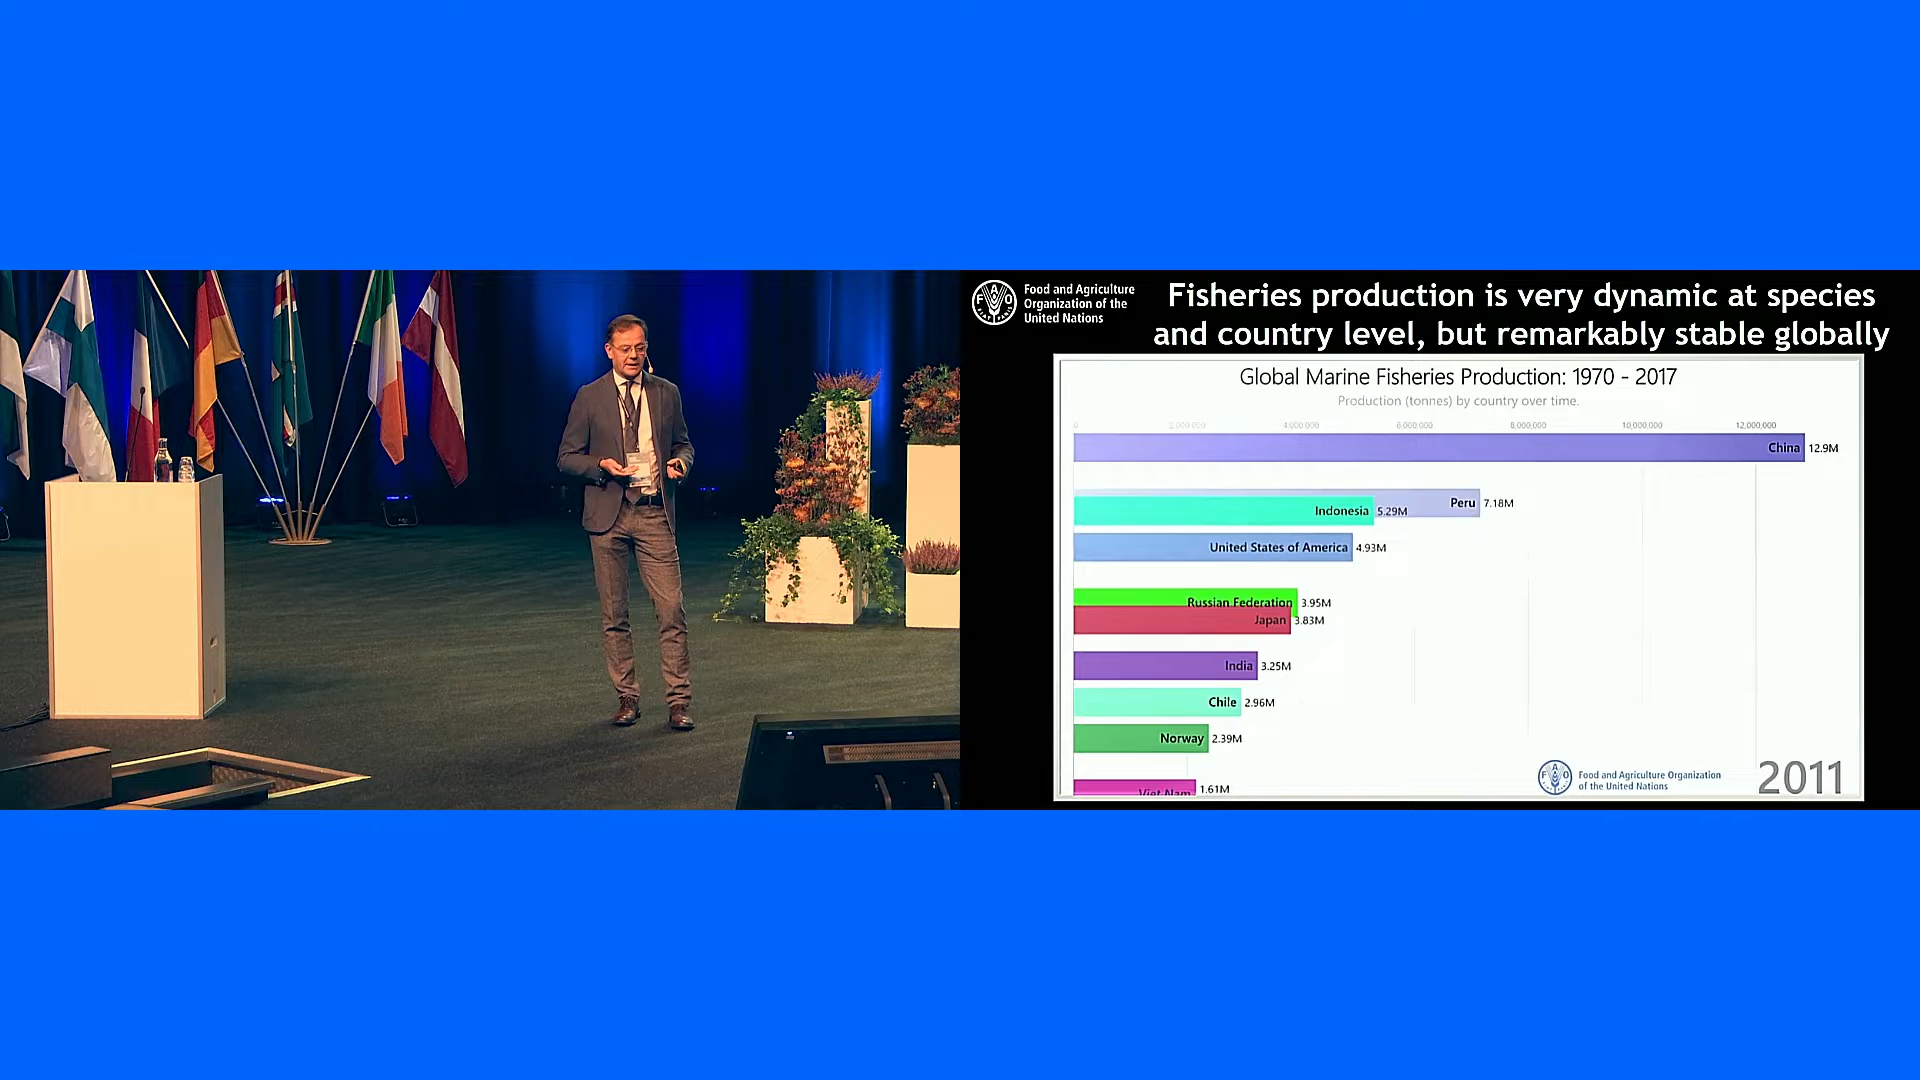 Food and Agriculture
Organization of the
United Nations
Fisheries production is very dynamic at species
and country level, but remarkably stable globally
Global Marine Fisheries Production: 1970 - 2017
Production (tonnes) by country over time.
0 2,000,000 4,000,000 6,000,000 8,000,000 10,000,000 12,000,000
China 12.9M
Peru 7.18M
Indonesia 5.29M
United States of America 4.93M
Russian Federation 3.95M
Japan 3.83M
India 3.25M
Chile 2.96M
Norway 2.39M
Viet Nam 1.61M
Food and Agriculture Organization
of the United Nations
2011